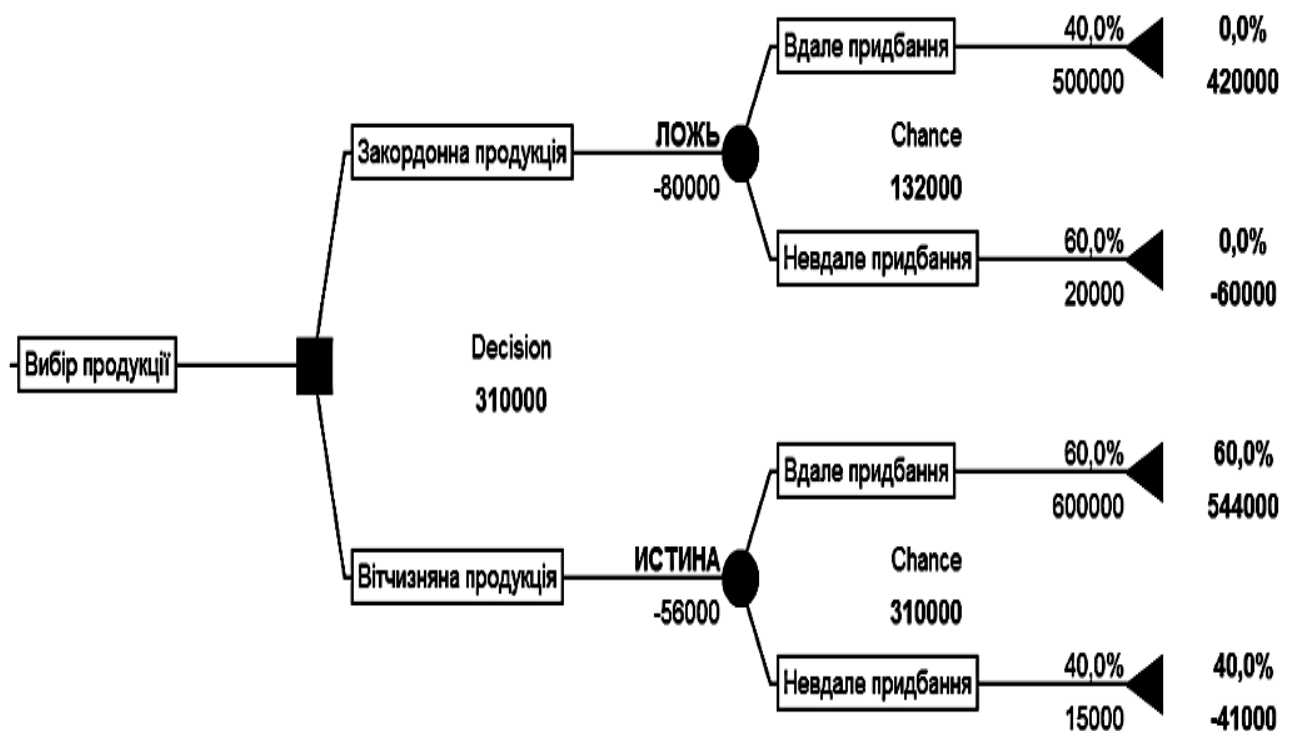 Вдале придбання 40,0% 0,0%
500000 420000
Закордонна продукція ЛОЖЬ Chance
-80000 132000
Невдале придбання 60,0% 0,0%
20000 -60000
Вибір продукції Decision
310000
Вдале придбання 60,0% 60,0%
600000 544000
Вітчизняна продукція ИСТИНА Chance
-56000 310000
Невдале придбання 40,0% 40,0%
15000 -41000